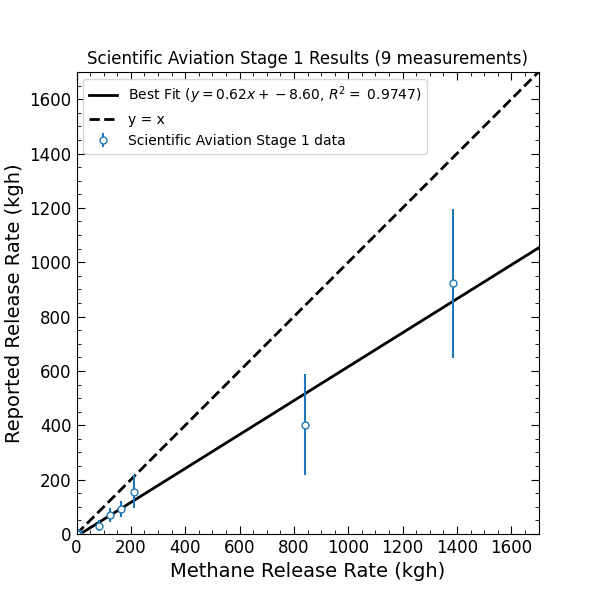 Scientific Aviation Stage 1 Results (9 measurements)
Best Fit (y = 0.62x + −8.60, R² = 0.9747)
y = x
Scientific Aviation Stage 1 data
1600
1400
1200
1000
800
600
400
200
0
Reported Release Rate (kgh)
0 200 400 600 800 1000 1200 1400 1600
Methane Release Rate (kgh)